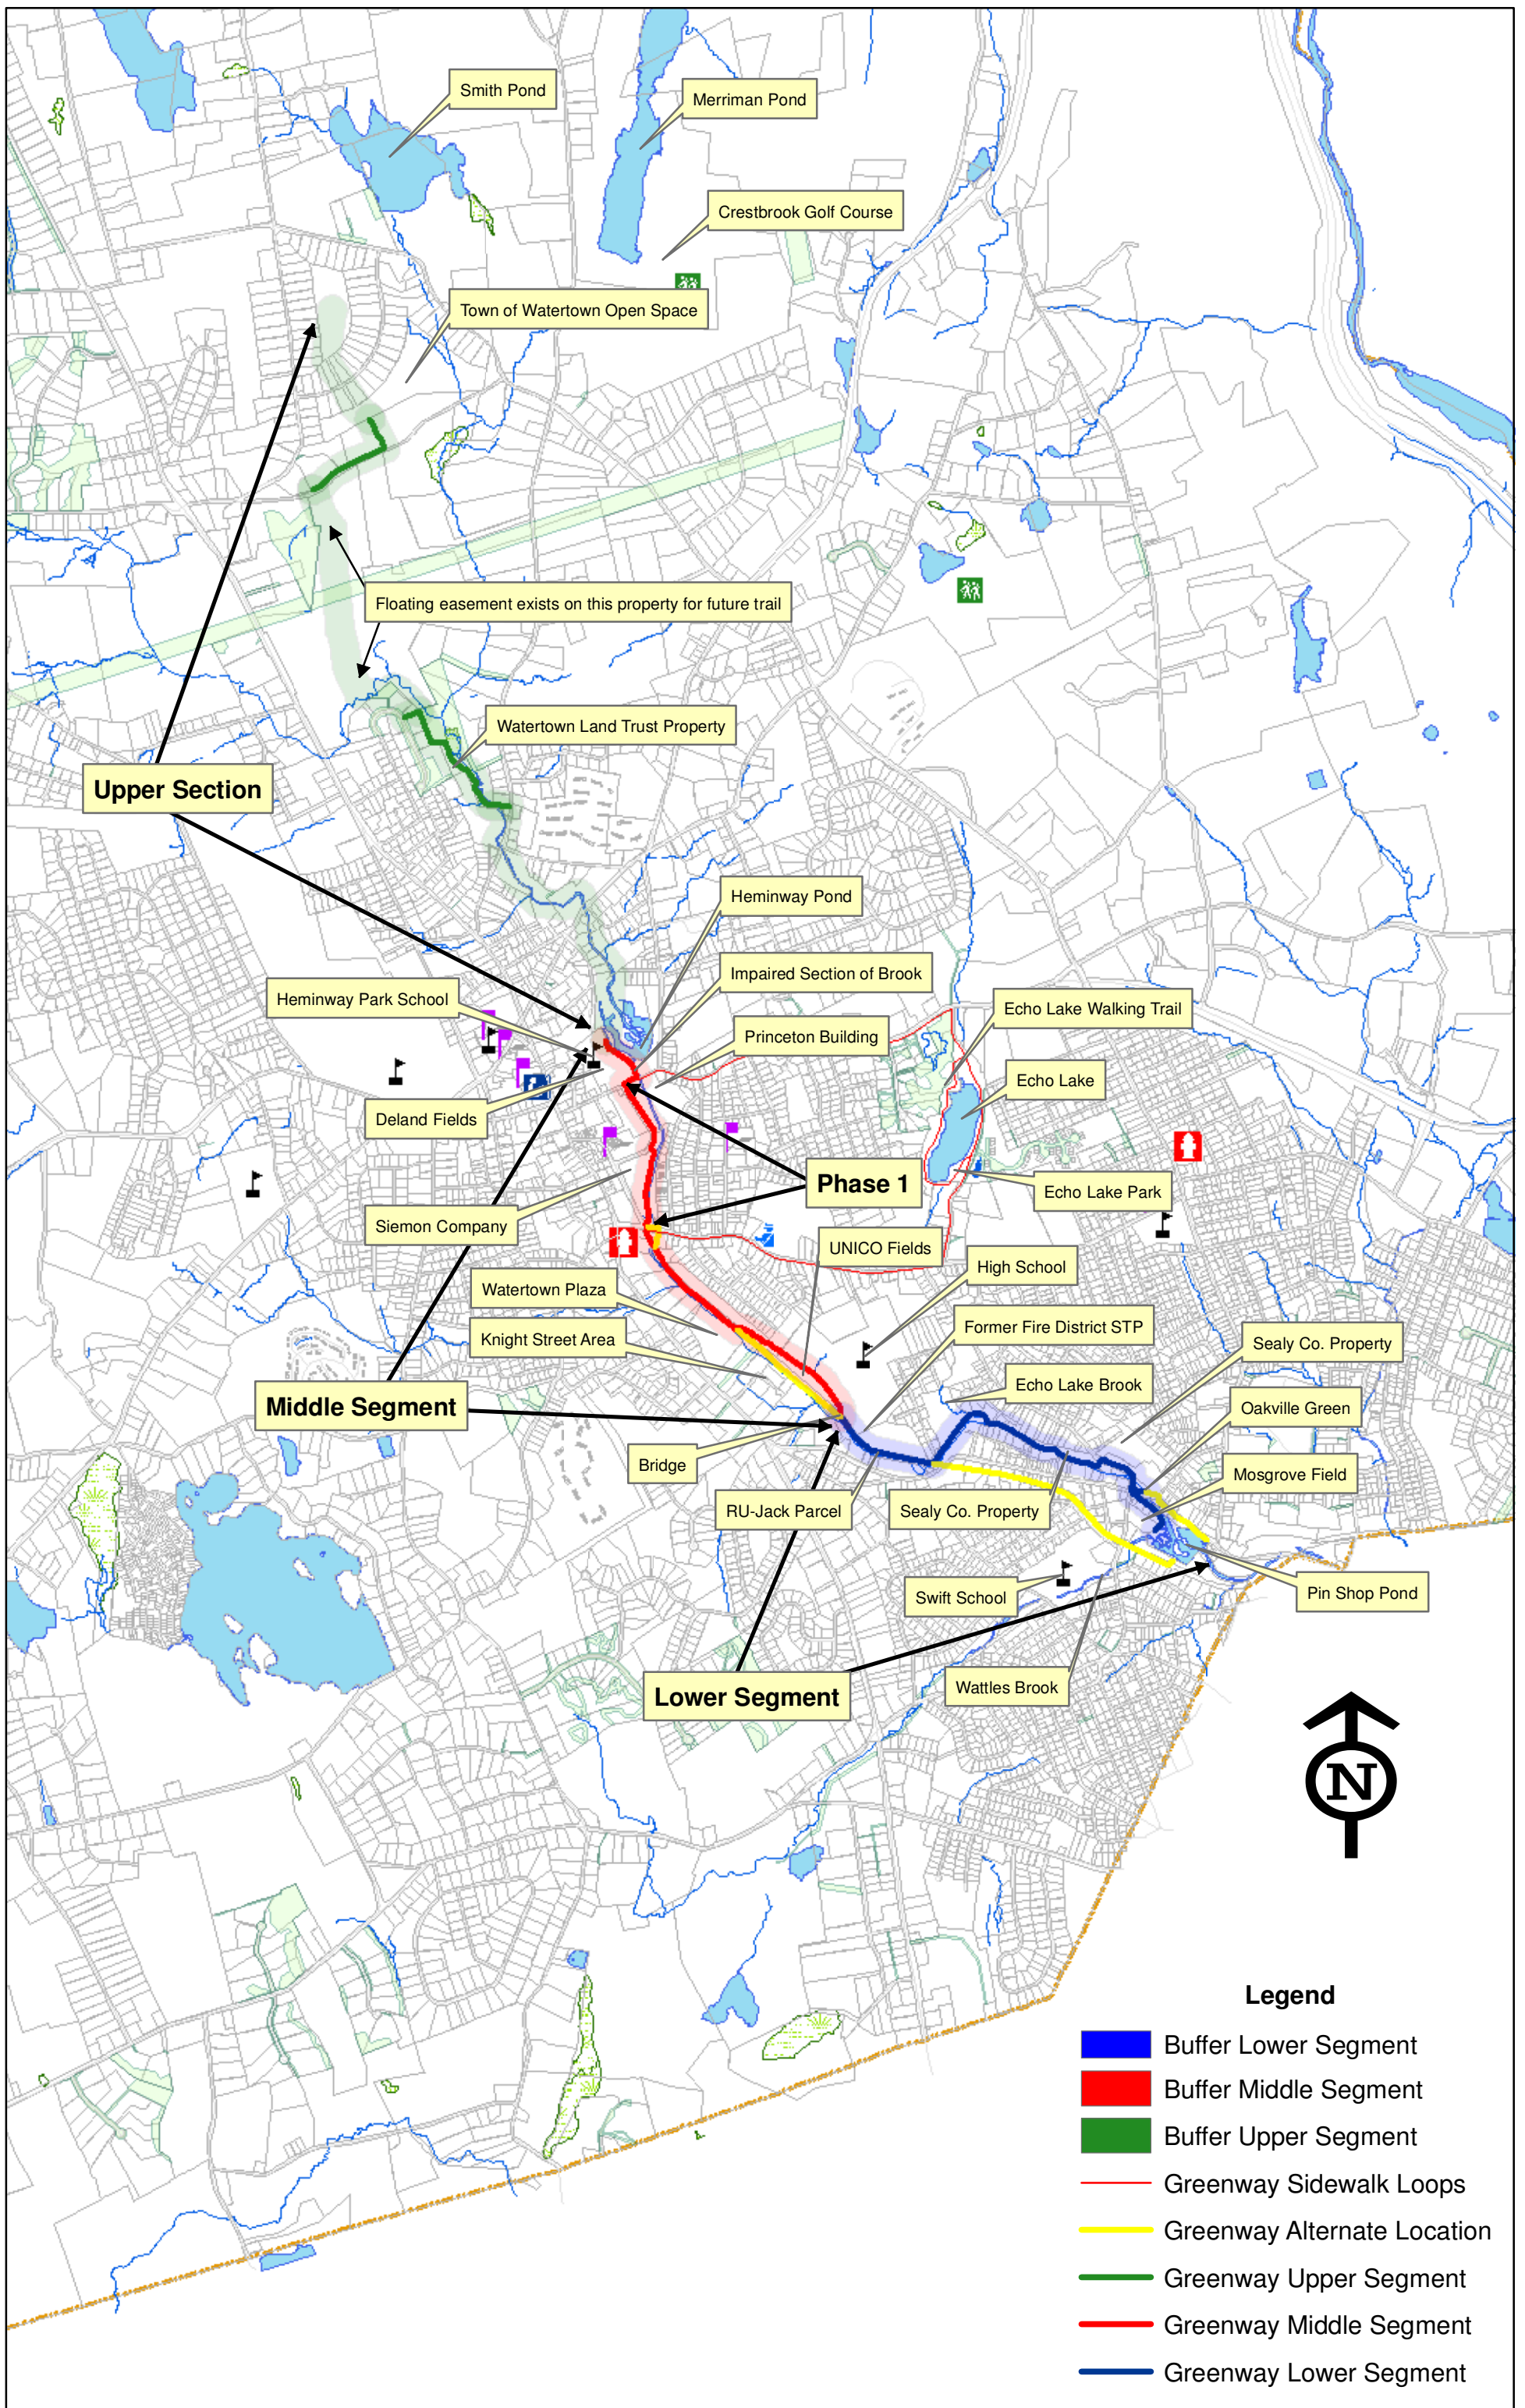 Smith Pond
Merriman Pond
Crestbrook Golf Course
Town of Watertown Open Space
Floating easement exists on this property for future trail
Watertown Land Trust Property
Upper Section
Heminway Pond
Impaired Section of Brook
Heminway Park School
Echo Lake Walking Trail
Princeton Building
Echo Lake
Deland Fields
Phase 1
Echo Lake Park
Siemon Company
UNICO Fields
High School
Watertown Plaza
Former Fire District STP
Knight Street Area
Sealy Co. Property
Echo Lake Brook
Middle Segment
Oakville Green
Bridge
Mosgrove Field
RU-Jack Parcel
Sealy Co. Property
Swift School
Pin Shop Pond
Wattles Brook
Lower Segment
N
Legend
Buffer Lower Segment
Buffer Middle Segment
Buffer Upper Segment
Greenway Sidewalk Loops
Greenway Alternate Location
Greenway Upper Segment
Greenway Middle Segment
Greenway Lower Segment